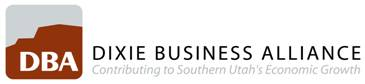 DBA
DIXIE BUSINESS ALLIANCE
Contributing to Southern Utah's Economic Growth